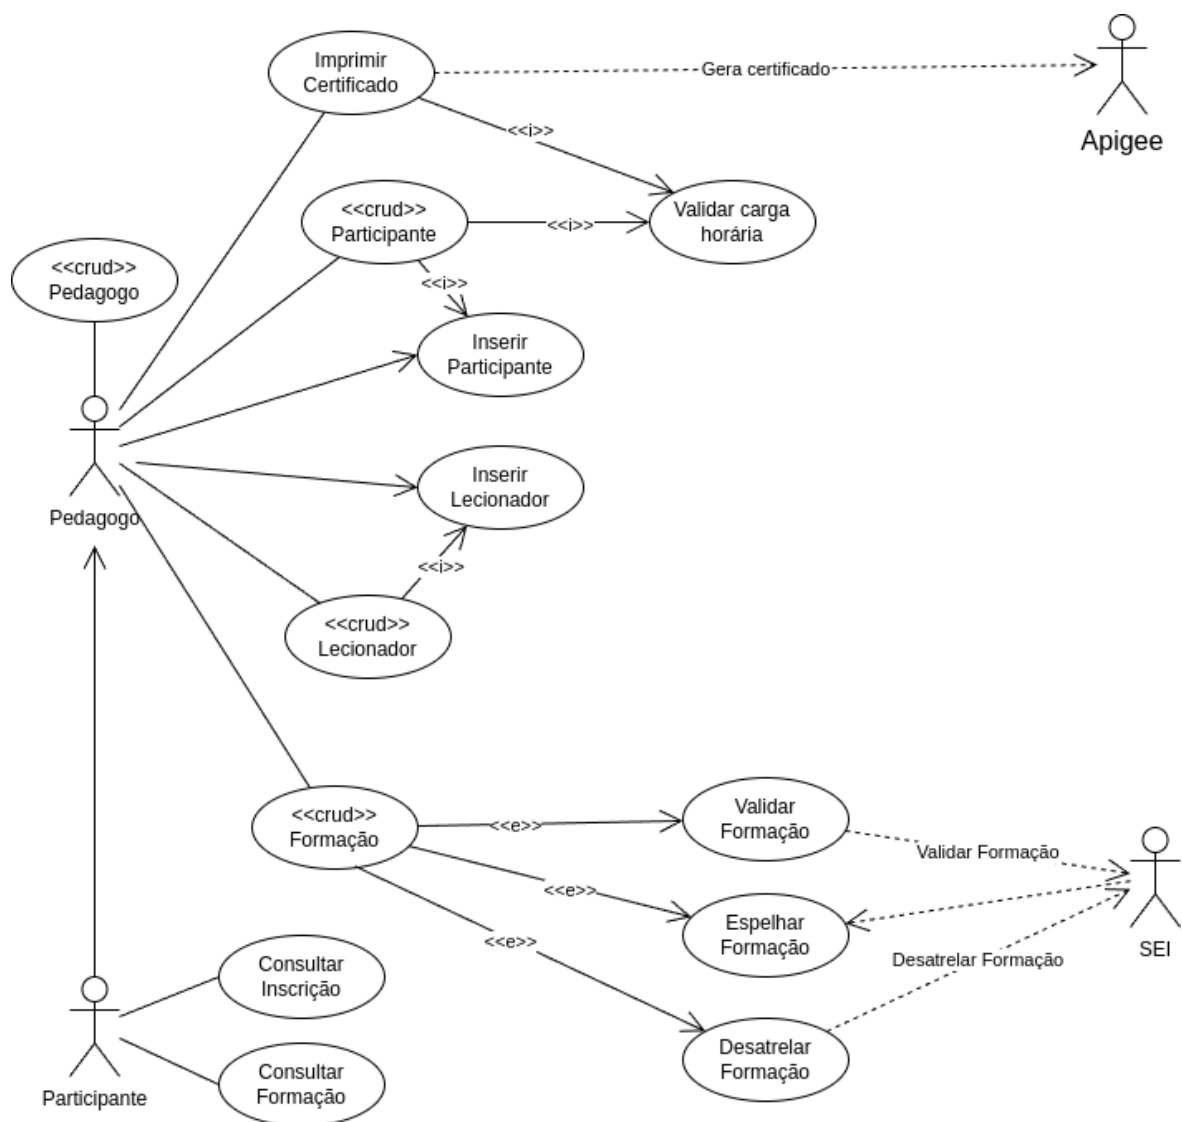 Imprimir
Certificado
Gera certificado
Apigee
<<i>>
<<crud>>
Participante
<<i>>
Validar carga
horária
<<crud>>
Pedagogo
<<i>>
Inserir
Participante
Inserir
Lecionador
Pedagogo
<<i>>
<<crud>>
Lecionador
<<crud>>
Formação
<<e>>
Validar
Formação
Validar Formação
<<e>>
Espelhar
Formação
SEI
<<e>>
Desatrelar Formação
Consultar
Inscrição
Desatrelar
Formação
Consultar
Formação
Participante